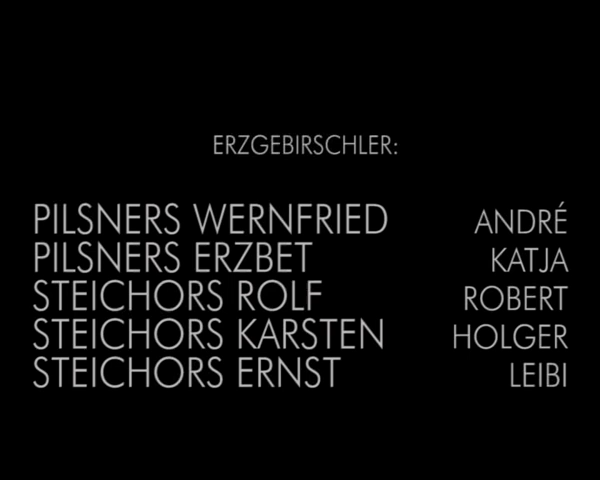 ERZGEBIRSCHLER:
PILSNERS WERNFRIED ANDRÉ
PILSNERS ERZBET KATJA
STEICHORS ROLF ROBERT
STEICHORS KARSTEN HOLGER
STEICHORS ERNST LEIBI